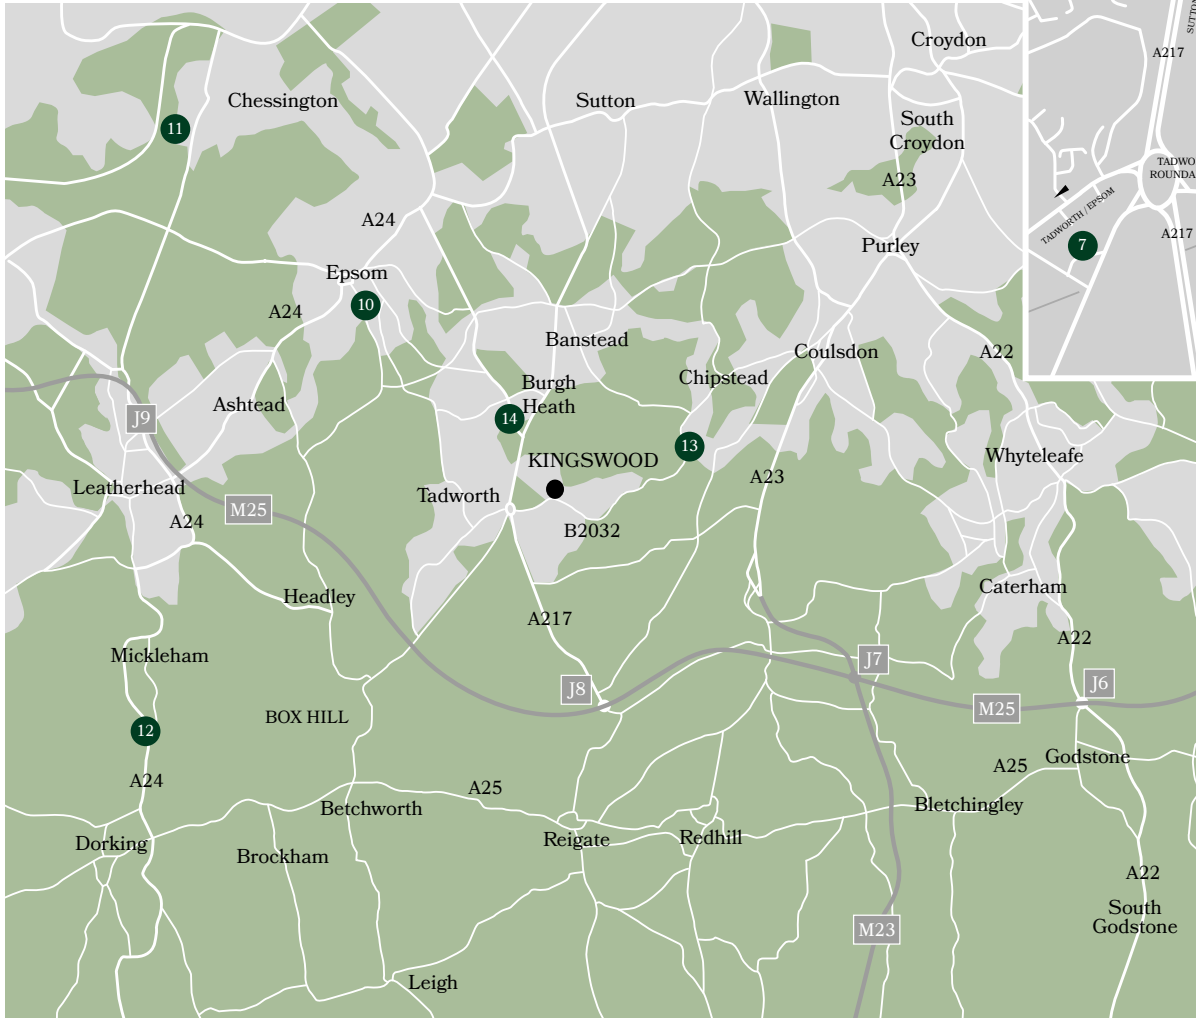 Croydon
Chessington
Sutton
Wallington
11
South
Croydon
A23
A24
Purley
Epsom
10
A24
Banstead
Coulsdon
A22
Chipstead
Burgh
Heath
Ashtead
14
J9
13
KINGSWOOD
Whyteleafe
A23
Leatherhead
Tadworth
M25
A24
B2032
Caterham
Headley
A217
A22
Mickleham
J7
J8
J6
M25
BOX HILL
12
Godstone
A25
A24
A25
Bletchingley
Betchworth
Dorking
Reigate
Redhill
Brockham
A22
South
Godstone
M23
Leigh
A217
TADWORTH / EPSOM
7
A217